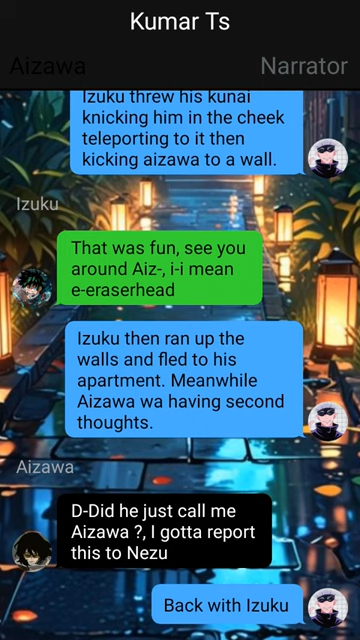 Kumar Ts
Aizawa
Narrator
Izuku threw his kunai
knicking him in the cheek
teleporting to it then
kicking aizawa to a wall.
Izuku
That was fun, see you
around Aiz-, i-i mean
e-eraserhead
Izuku then ran up the
walls and fled to his
apartment. Meanwhile
Aizawa wa having second
thoughts.
Aizawa
D-Did he just call me
Aizawa ?, I gotta report
this to Nezu
Back with Izuku